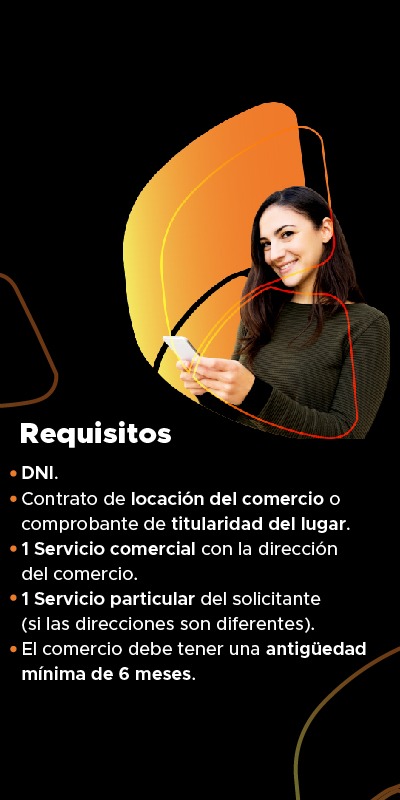 Requisitos
• DNI.
• Contrato de locación del comercio o
comprobante de titularidad del lugar.
• 1 Servicio comercial con la dirección
del comercio.
• 1 Servicio particular del solicitante
(si las direcciones son diferentes).
• El comercio debe tener una antigüedad
mínima de 6 meses.